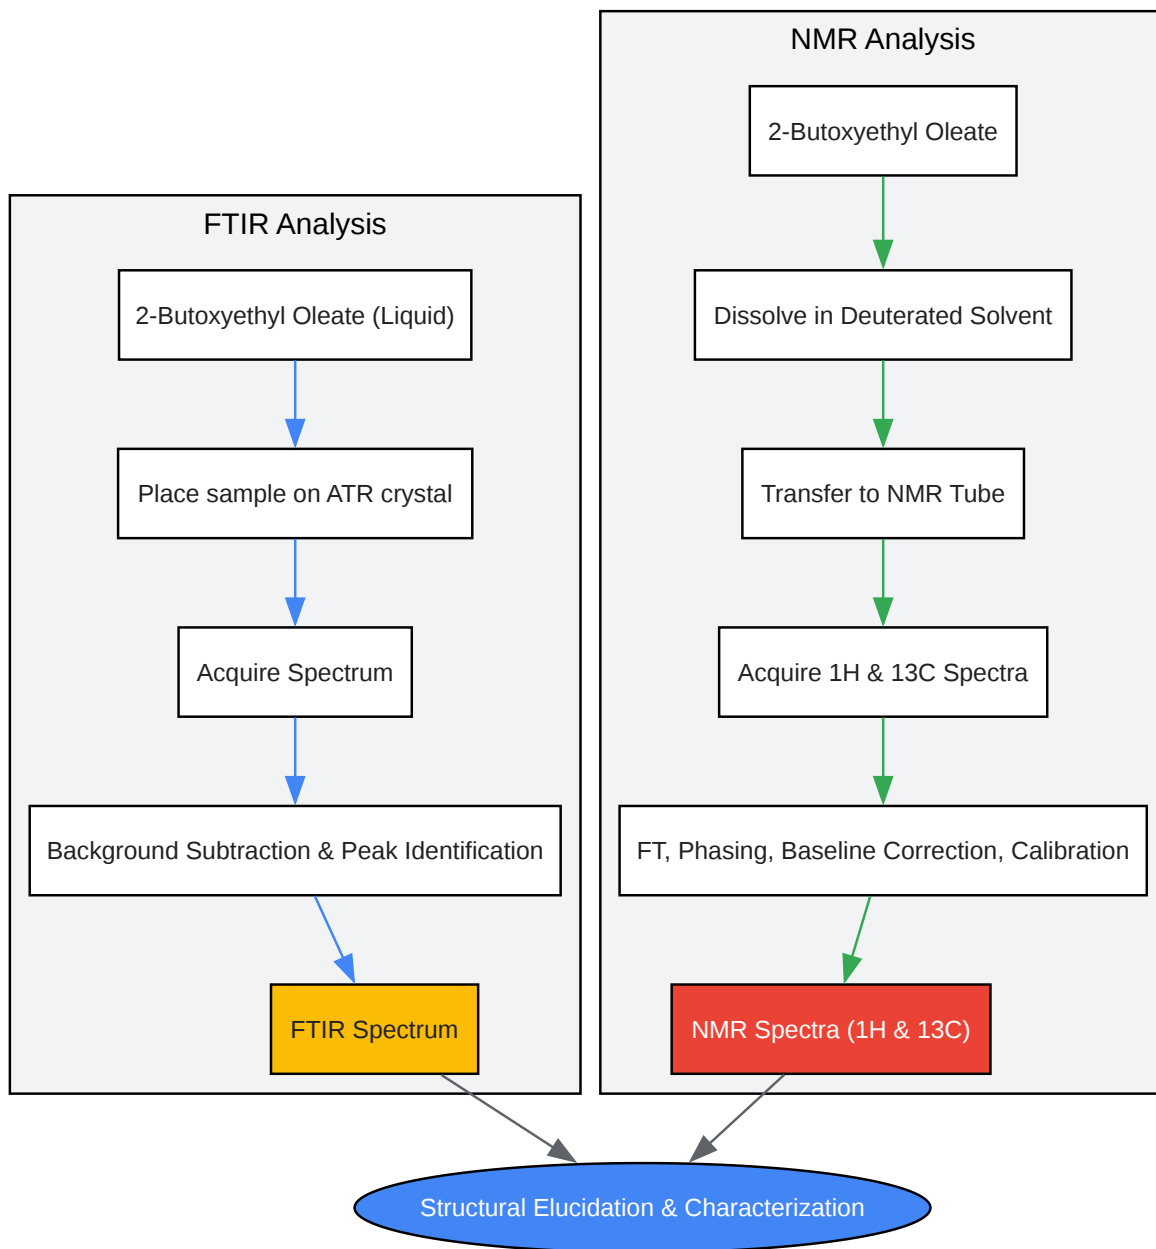 FTIR Analysis
2-Butoxyethyl Oleate (Liquid)
Place sample on ATR crystal
Acquire Spectrum
Background Subtraction & Peak Identification
FTIR Spectrum
NMR Analysis
2-Butoxyethyl Oleate
Dissolve in Deuterated Solvent
Transfer to NMR Tube
Acquire 1H & 13C Spectra
FT, Phasing, Baseline Correction, Calibration
NMR Spectra (1H & 13C)
Structural Elucidation & Characterization